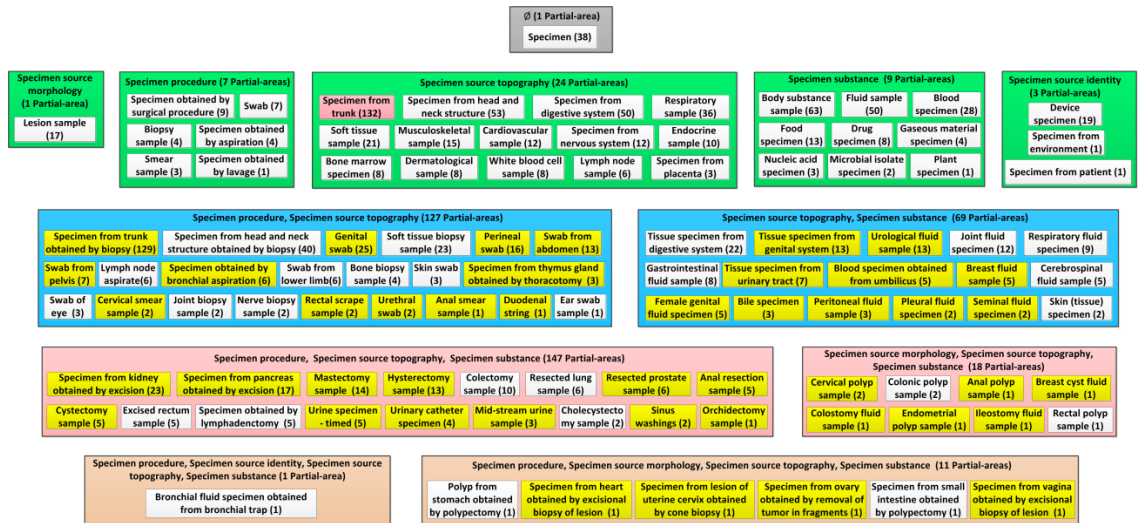 Ø (1 Partial-area)
Specimen (38)
Specimen source
morphology
(1 Partial-area)
Lesion sample
(17)
Specimen procedure (7 Partial-areas)
Specimen obtained by
surgical procedure (9)
Swab (7)
Biopsy
sample (4)
Specimen obtained
by aspiration (4)
Smear
sample (3)
Specimen obtained
by lavage (1)
Specimen source topography (24 Partial-areas)
Specimen from
trunk (132)
Specimen from head and
neck structure (53)
Specimen from
digestive system (50)
Respiratory
sample (36)
Soft tissue
sample (21)
Musculoskeletal
sample (15)
Cardiovascular
sample (12)
Specimen from
nervous system (12)
Endocrine
sample (10)
Bone marrow
specimen (8)
Dermatological
sample (8)
White blood cell
sample (8)
Lymph node
sample (6)
Specimen from
placenta (3)
Specimen substance (9 Partial-areas)
Body substance
sample (63)
Fluid sample
(50)
Blood
specimen (28)
Food
specimen (13)
Drug
specimen (8)
Gaseous material
specimen (4)
Nucleic acid
specimen (3)
Microbial isolate
specimen (2)
Plant
specimen (1)
Specimen source identity
(3 Partial-areas)
Device
specimen (19)
Specimen from
environment (1)
Specimen from patient (1)
Specimen procedure, Specimen source topography (127 Partial-areas)
Specimen from trunk
obtained by biopsy (129)
Specimen from head and neck
structure obtained by biopsy (40)
Genital
swab (25)
Soft tissue biopsy
sample (23)
Perineal
swab (16)
Swab from
abdomen (13)
Swab from
pelvis (7)
Lymph node
aspirate(6)
Specimen obtained by
bronchial aspiration (6)
Swab from
lower limb(6)
Bone biopsy
sample (4)
Skin swab
(3)
Specimen from thymus gland
obtained by thoracotomy (3)
Swab of
eye (3)
Cervical smear
sample (2)
Joint biopsy
sample (2)
Nerve biopsy
sample (2)
Rectal scrape
sample (2)
Urethral
swab (2)
Anal smear
sample (1)
Duodenal
string (1)
Ear swab
sample (1)
Specimen source topography, Specimen substance (69 Partial-areas)
Tissue specimen from
digestive system (22)
Tissue specimen from
genital system (13)
Urological fluid
sample (13)
Joint fluid
specimen (12)
Respiratory fluid
specimen (9)
Gastrointestinal
fluid sample (8)
Tissue specimen from
urinary tract (7)
Blood specimen obtained
from umbilicus (5)
Breast fluid
sample (5)
Cerebrospinal
fluid sample (5)
Female genital
fluid specimen (5)
Bile specimen
(3)
Peritoneal fluid
sample (3)
Pleural fluid
specimen (2)
Seminal fluid
specimen (2)
Skin (tissue)
specimen (2)
Specimen procedure, Specimen source topography, Specimen substance (147 Partial-areas)
Specimen from kidney
obtained by excision (23)
Specimen from pancreas
obtained by excision (17)
Mastectomy
sample (14)
Hysterectomy
sample (13)
Colectomy
sample (10)
Resected lung
sample (6)
Resected prostate
sample (6)
Anal resection
sample (5)
Cystectomy
sample (5)
Excised rectum
sample (5)
Specimen obtained by
lymphadenctomy (5)
Urine specimen
- timed (5)
Urinary catheter
specimen (4)
Mid-stream urine
sample (3)
Cholecystecto
my sample (2)
Sinus
washings (2)
Orchidectomy
sample (1)
Specimen source morphology, Specimen source topography,
Specimen substance (18 Partial-areas)
Cervical polyp
sample (2)
Colonic polyp
sample (2)
Anal polyp
sample (1)
Breast cyst fluid
sample (1)
Colostomy fluid
sample (1)
Endometrial
polyp sample (1)
Ileostomy fluid
sample (1)
Rectal polyp
sample (1)
Specimen procedure, Specimen source identity, Specimen source
topography, Specimen substance (1 Partial-area)
Bronchial fluid specimen obtained
from bronchial trap (1)
Specimen procedure, Specimen source morphology, Specimen source topography, Specimen substance (11 Partial-areas)
Polyp from
stomach obtained
by polypectomy (1)
Specimen from heart
obtained by excisional
biopsy of lesion (1)
Specimen from lesion of
uterine cervix obtained
by cone biopsy (1)
Specimen from ovary
obtained by removal of
tumor in fragments (1)
Specimen from small
intestine obtained
by polypectomy (1)
Specimen from vagina
obtained by excisional
biopsy of lesion (1)